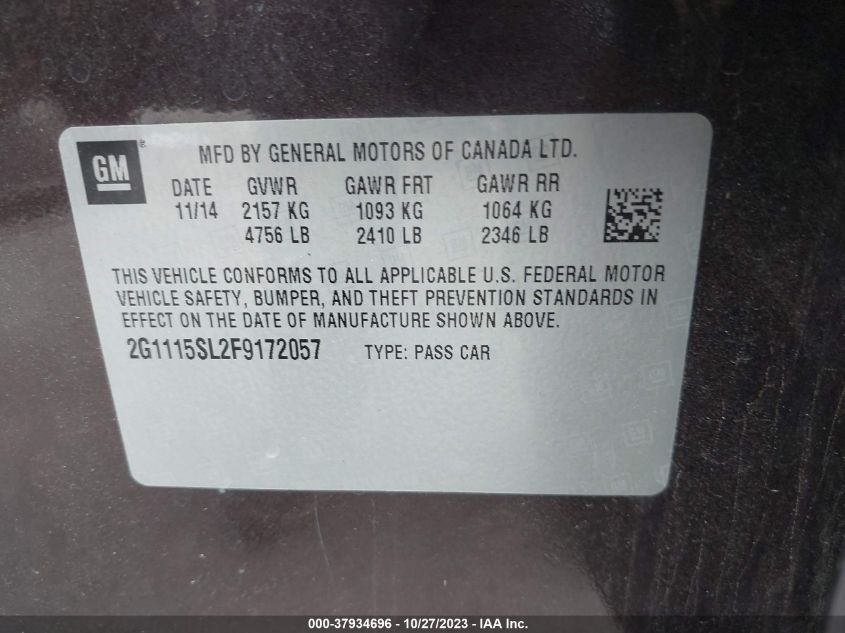 GM ®
MFD BY GENERAL MOTORS OF CANADA LTD.
DATE GVWR GAWR FRT GAWR RR
11/14 2157 KG 1093 KG 1064 KG
4756 LB 2410 LB 2346 LB
THIS VEHICLE CONFORMS TO ALL APPLICABLE U.S. FEDERAL MOTOR
VEHICLE SAFETY, BUMPER, AND THEFT PREVENTION STANDARDS IN
EFFECT ON THE DATE OF MANUFACTURE SHOWN ABOVE.
2G1115SL2F9172057 TYPE: PASS CAR
000-37934696 | 10/27/2023 - IAA Inc.